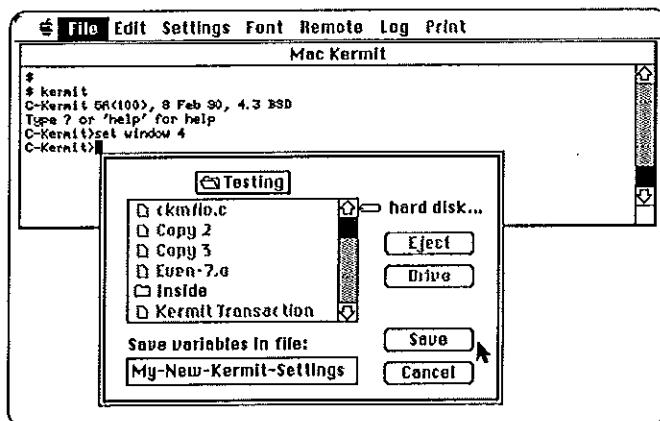 File Edit Settings Font Remote Log Print
Mac Kermit
#
# kermit
C-Kermit 5A(100), 8 Feb 90, 4.3 BSD
Type ? or 'help' for help
C-Kermit>set window 4
C-Kermit>
Testing
ckmfio.c
Copy 2
Copy 3
Even-7.a
Inside
Kermit Transaction
hard disk...
Eject
Drive
Save variables in file:
My-New-Kermit-Settings
Save
Cancel